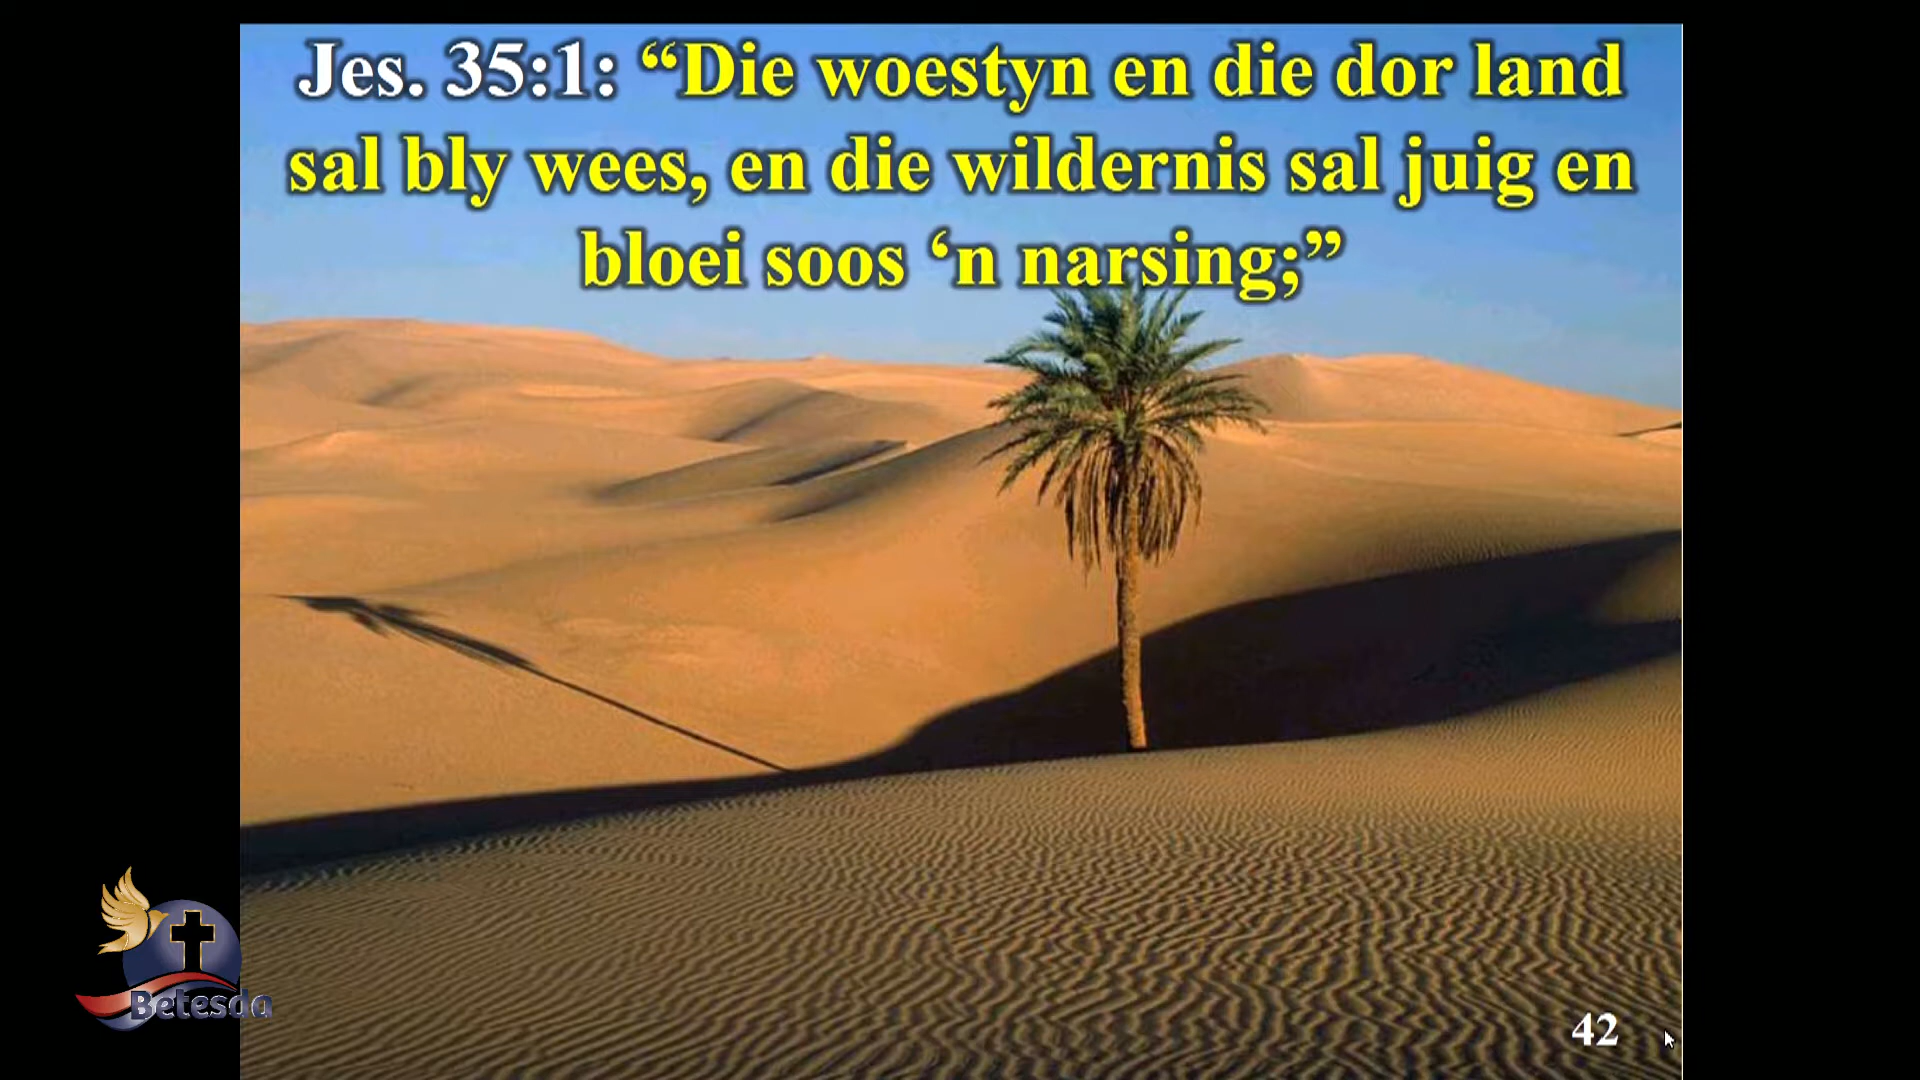 Jes. 35:1: “Die woestyn en die dor land
sal bly wees, en die wildernis sal juig en
bloei soos ‘n narsing;”
Betesda
42